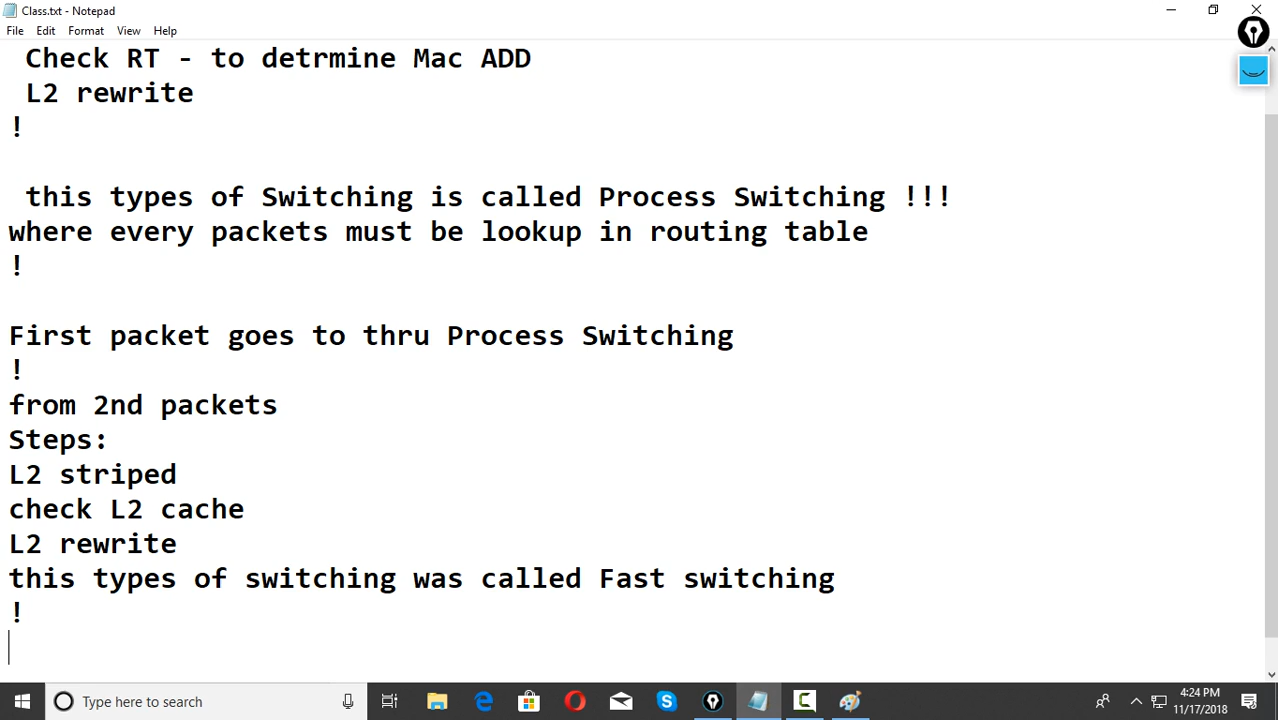 Class.txt - Notepad
File Edit Format View Help
Check RT - to detrmine Mac ADD
L2 rewrite
!
this types of Switching is called Process Switching !!!
where every packets must be lookup in routing table
!
First packet goes to thru Process Switching
!
from 2nd packets
Steps:
L2 striped
check L2 cache
L2 rewrite
this types of switching was called Fast switching
!
Type here to search
4:24 PM
11/17/2018